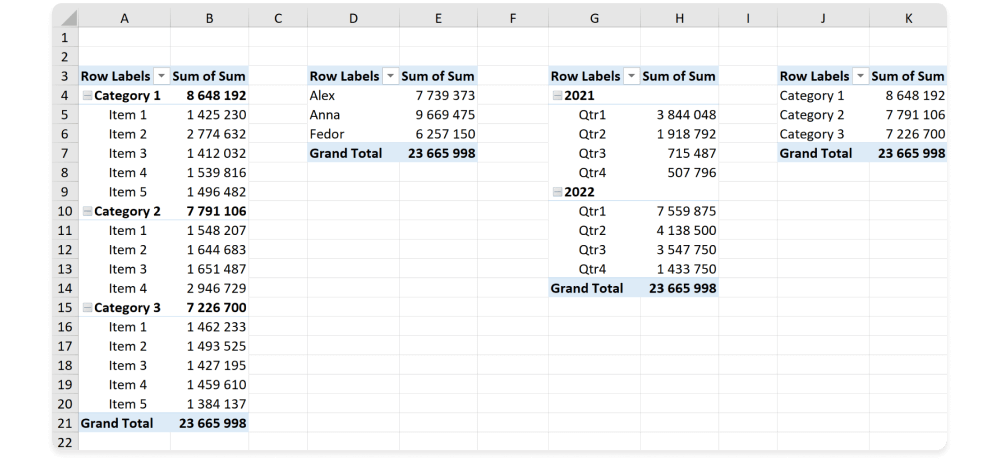 A B C D E F G H I J K
1
2
3 Row Labels Sum of Sum Row Labels Sum of Sum Row Labels Sum of Sum Row Labels Sum of Sum
4 Category 1 8 648 192 Alex 7 739 373 2021 Category 1 8 648 192
5 Item 1 1 425 230 Anna 9 669 475 Qtr1 3 844 048 Category 2 7 791 106
6 Item 2 2 774 632 Fedor 6 257 150 Qtr2 1 918 792 Category 3 7 226 700
7 Item 3 1 412 032 Grand Total 23 665 998 Qtr3 715 487 Grand Total 23 665 998
8 Item 4 1 539 816 Qtr4 507 796
9 Item 5 1 496 482 2022
10 Category 2 7 791 106 Qtr1 7 559 875
11 Item 1 1 548 207 Qtr2 4 138 500
12 Item 2 1 644 683 Qtr3 3 547 750
13 Item 3 1 651 487 Qtr4 1 433 750
14 Item 4 2 946 729 Grand Total 23 665 998
15 Category 3 7 226 700
16 Item 1 1 462 233
17 Item 2 1 493 525
18 Item 3 1 427 195
19 Item 4 1 459 610
20 Item 5 1 384 137
21 Grand Total 23 665 998
22